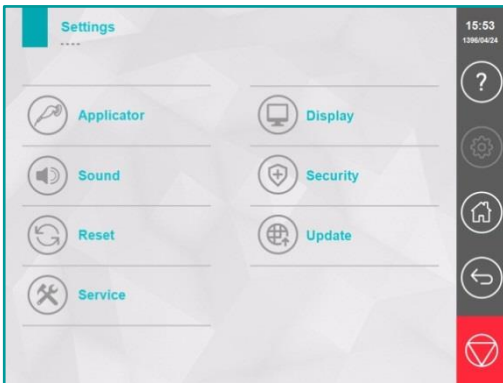 Settings
----
15:53
1396/04/24
?
Applicator
Display
Sound
Security
Reset
Update
Service